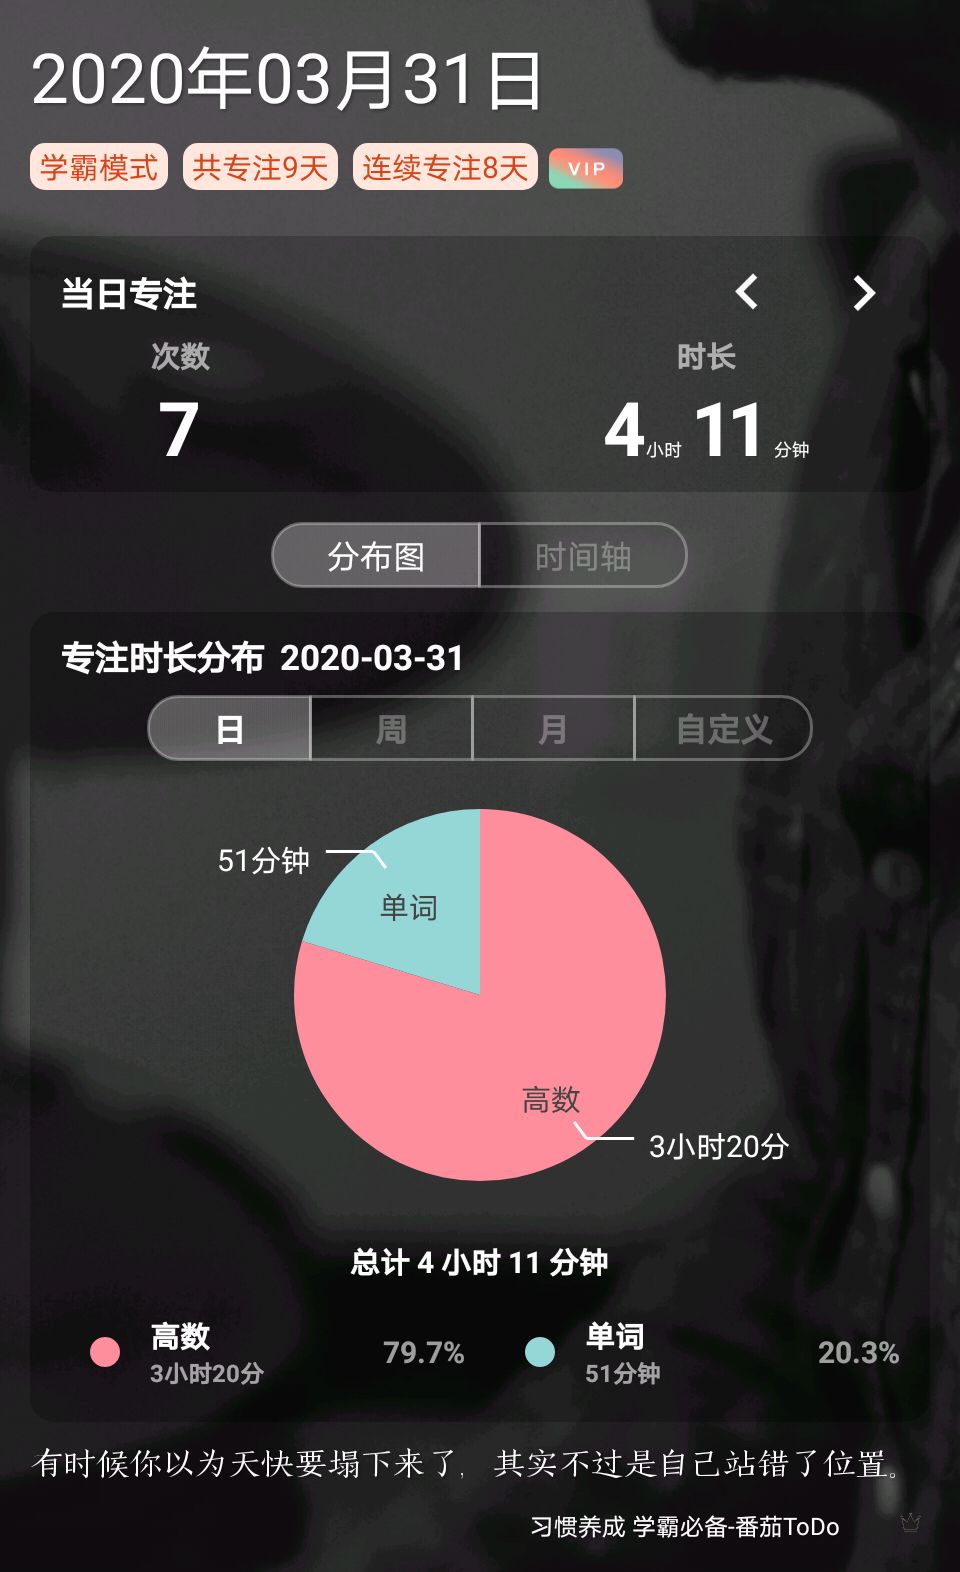 2020年03月31日
学霸模式 共专注9天 连续专注8天 VIP
当日专注
次数 时长
7 4小时 11分钟
分布图 时间轴
专注时长分布 2020-03-31
日 周 月 自定义
51分钟
单词
高数
3小时20分
总计 4 小时 11 分钟
高数 79.7% 单词 20.3%
3小时20分 51分钟
有时候你以为天快要塌下来了，其实不过是自己站错了位置。
习惯养成 学霸必备-番茄ToDo